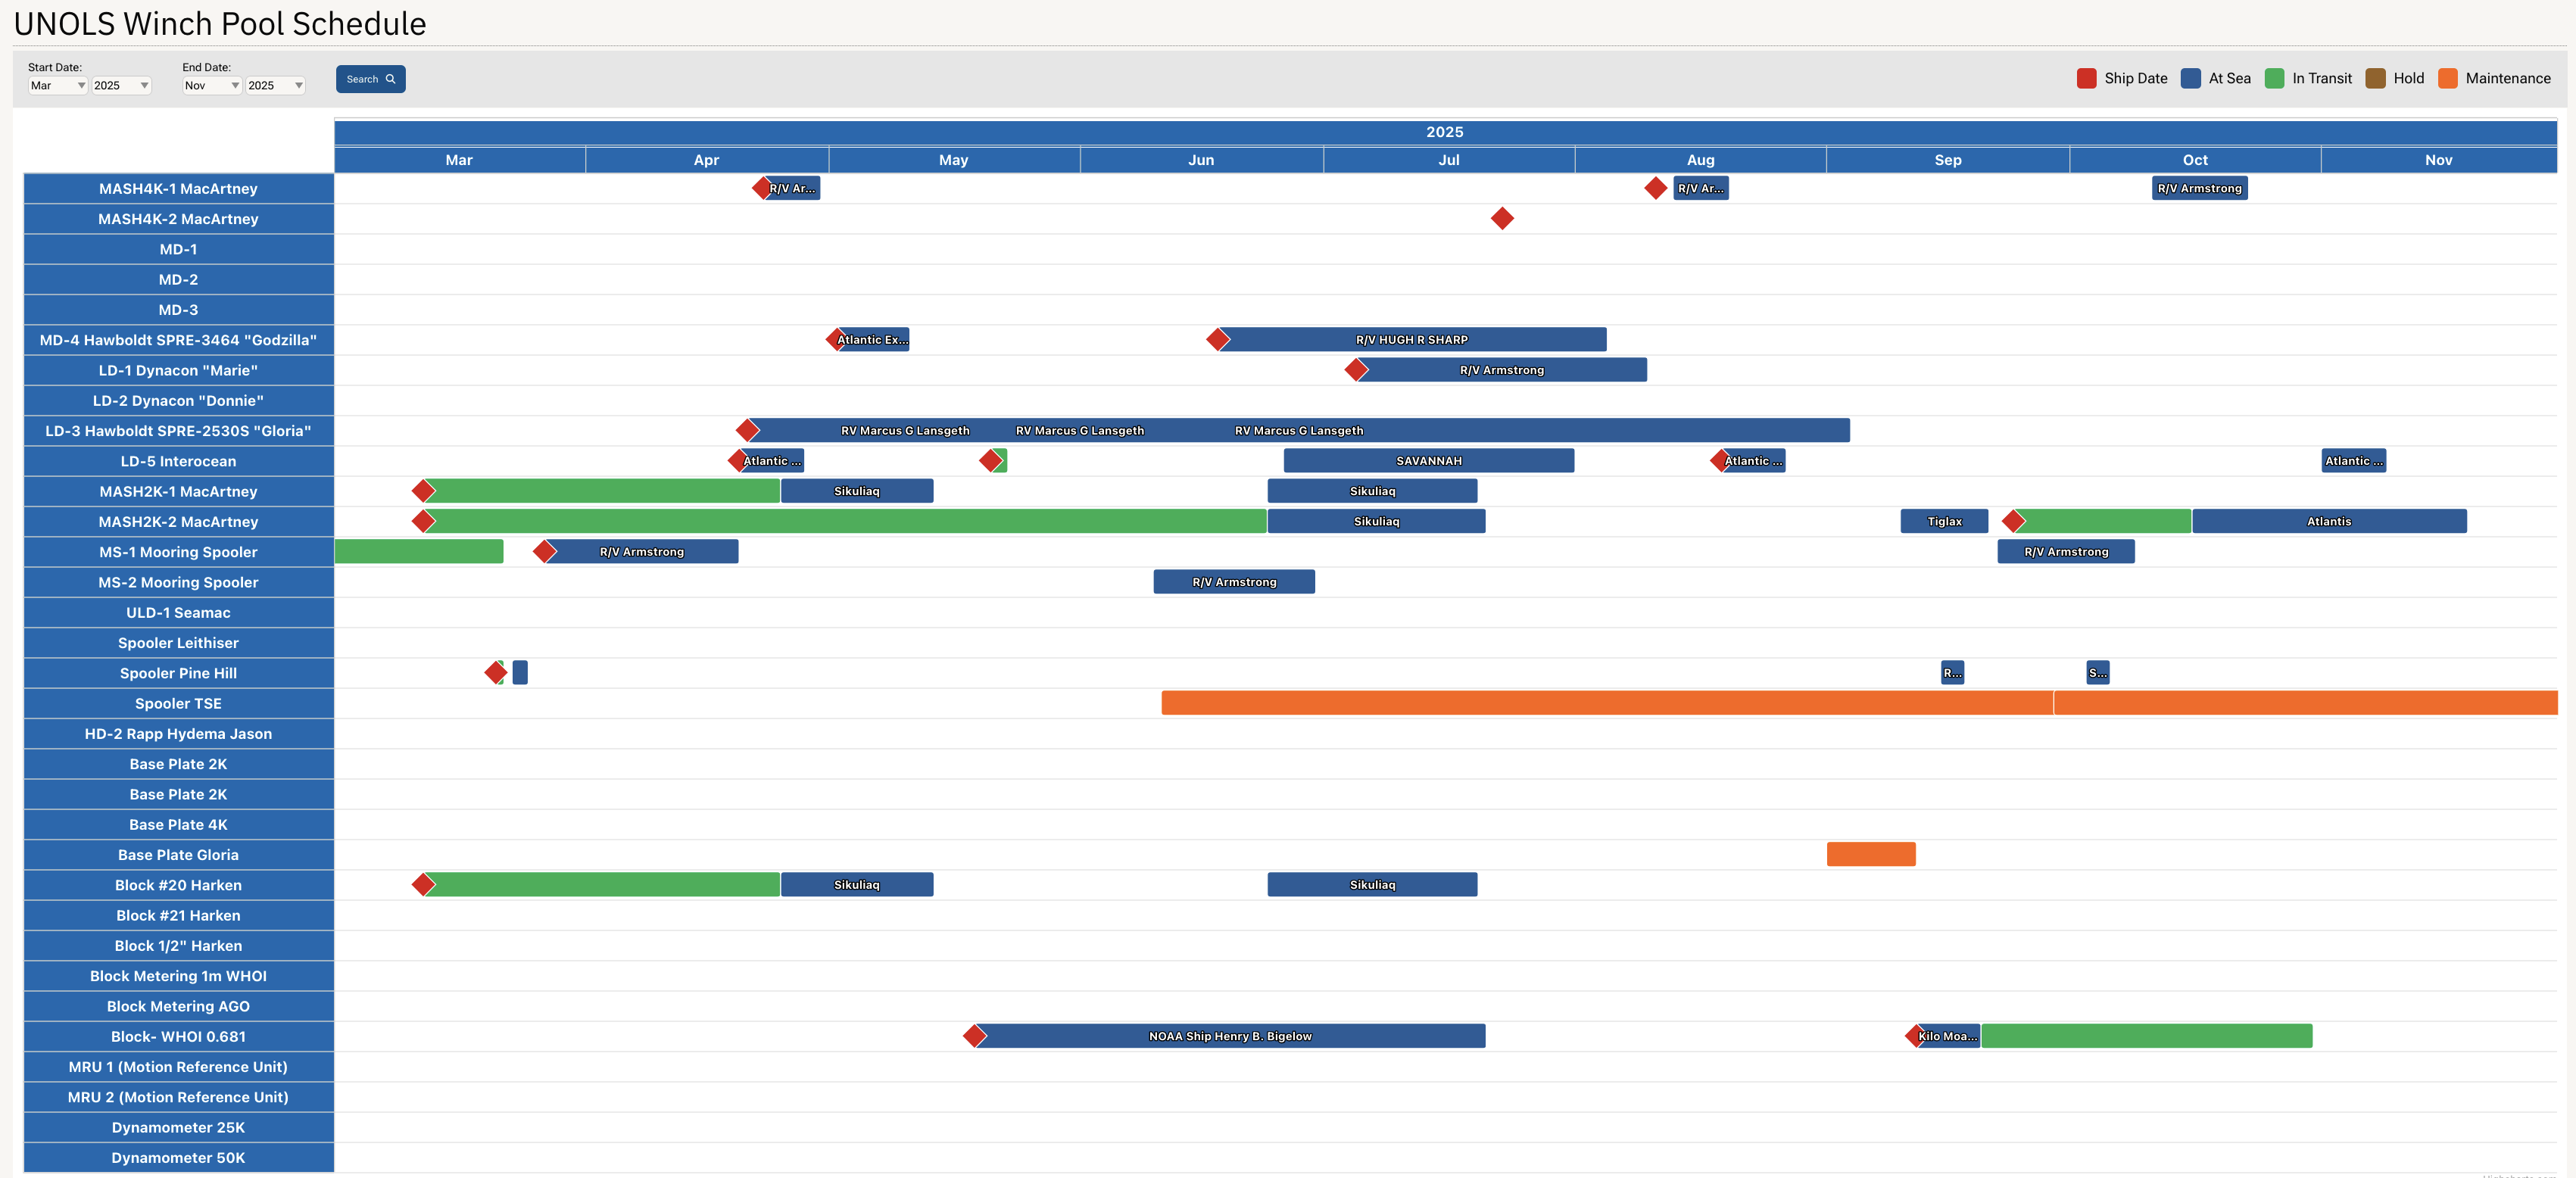 UNOLS Winch Pool Schedule
Start Date:
End Date:
Mar 2025 Nov 2025 Search
Ship Date At Sea In Transit Hold Maintenance
2025
Mar Apr May Jun Jul Aug Sep Oct Nov
MASH4K-1 MacArtney R/V Ar... R/V Ar... R/V Armstrong
MASH4K-2 MacArtney
MD-1
MD-2
MD-3
MD-4 Hawboldt SPRE-3464 "Godzilla" Atlantic Ex... R/V HUGH R SHARP
LD-1 Dynacon "Marie" R/V Armstrong
LD-2 Dynacon "Donnie"
LD-3 Hawboldt SPRE-2530S "Gloria" RV Marcus G Lansgeth RV Marcus G Lansgeth RV Marcus G Lansgeth
LD-5 Interocean Atlantic ... SAVANNAH Atlantic ... Atlantic ...
MASH2K-1 MacArtney Sikuliaq Sikuliaq
MASH2K-2 MacArtney Sikuliaq Tiglax Atlantis
MS-1 Mooring Spooler R/V Armstrong R/V Armstrong
MS-2 Mooring Spooler R/V Armstrong
ULD-1 Seamac
Spooler Leithiser
Spooler Pine Hill R... S...
Spooler TSE
HD-2 Rapp Hydema Jason
Base Plate 2K
Base Plate 2K
Base Plate 4K
Base Plate Gloria
Block #20 Harken Sikuliaq Sikuliaq
Block #21 Harken
Block 1/2" Harken
Block Metering 1m WHOI
Block Metering AGO
Block- WHOI 0.681 NOAA Ship Henry B. Bigelow Kilo Moa...
MRU 1 (Motion Reference Unit)
MRU 2 (Motion Reference Unit)
Dynamometer 25K
Dynamometer 50K